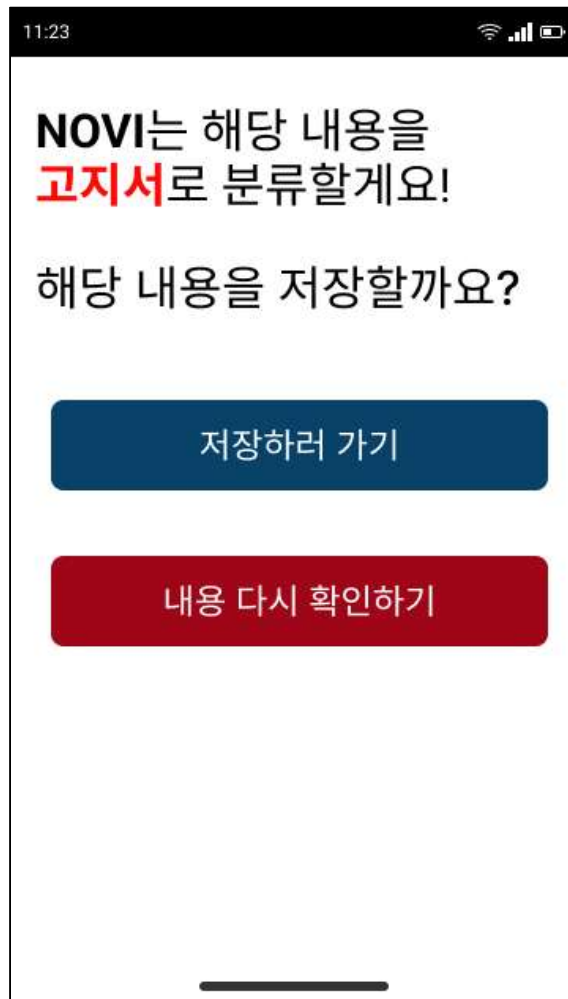 11:23
NOVI는 해당 내용을
고지서로 분류할게요!
해당 내용을 저장할까요?
저장하러 가기
내용 다시 확인하기